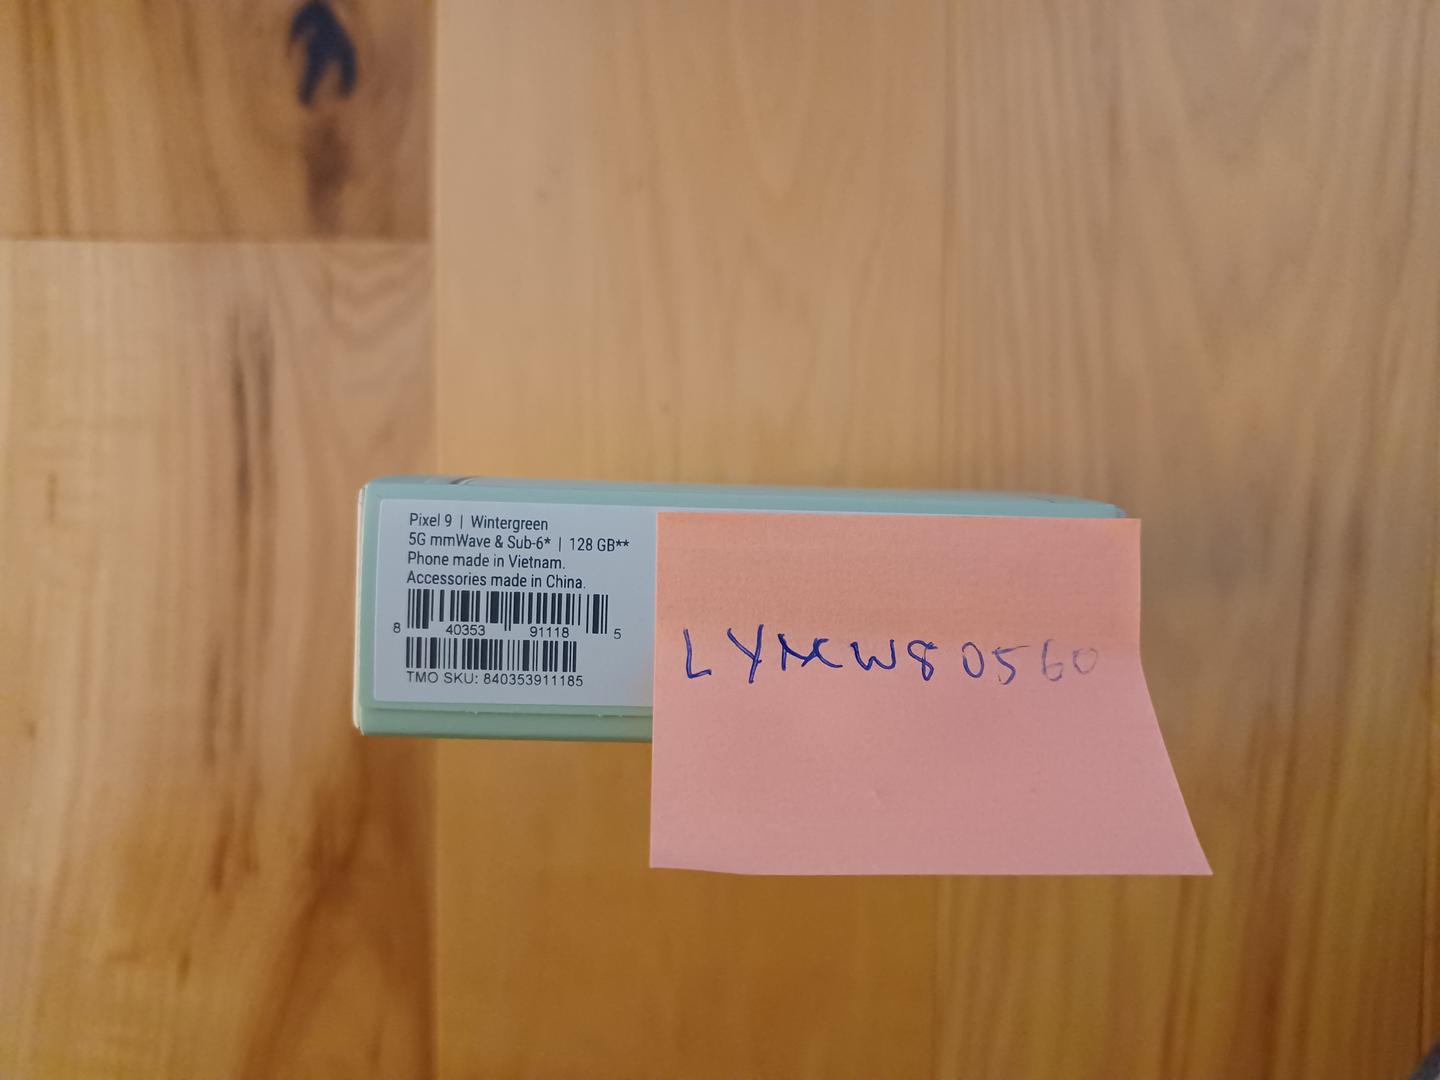 Pixel 9 | Wintergreen
5G mmWave & Sub-6* | 128 GB**
Phone made in Vietnam.
Accessories made in China.
8 40353 91118 5
TMO SKU: 840353911185